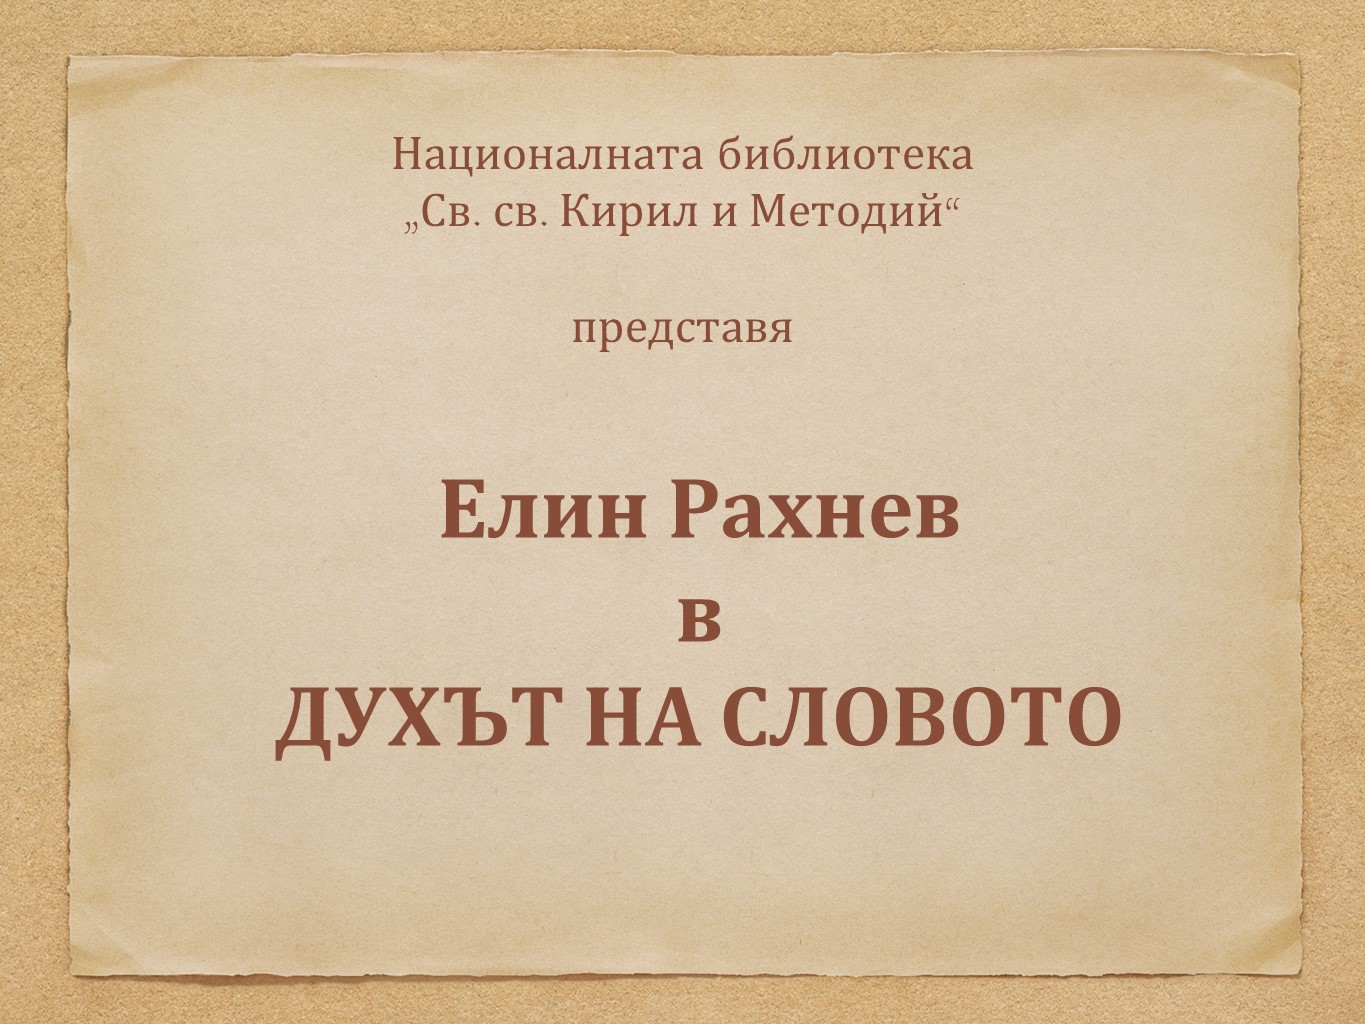 Националната библиотека
„Св. св. Кирил и Методий“
представя
Елин Рахнев
в
ДУХЪТ НА СЛОВОТО